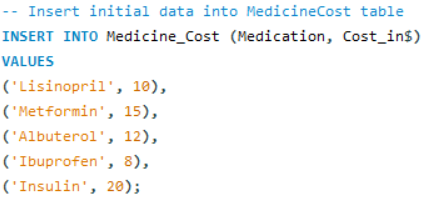 -- Insert initial data into MedicineCost table
INSERT INTO Medicine_Cost (Medication, Cost_in$)
VALUES
('Lisinopril', 10),
('Metformin', 15),
('Albuterol', 12),
('Ibuprofen', 8),
('Insulin', 20);